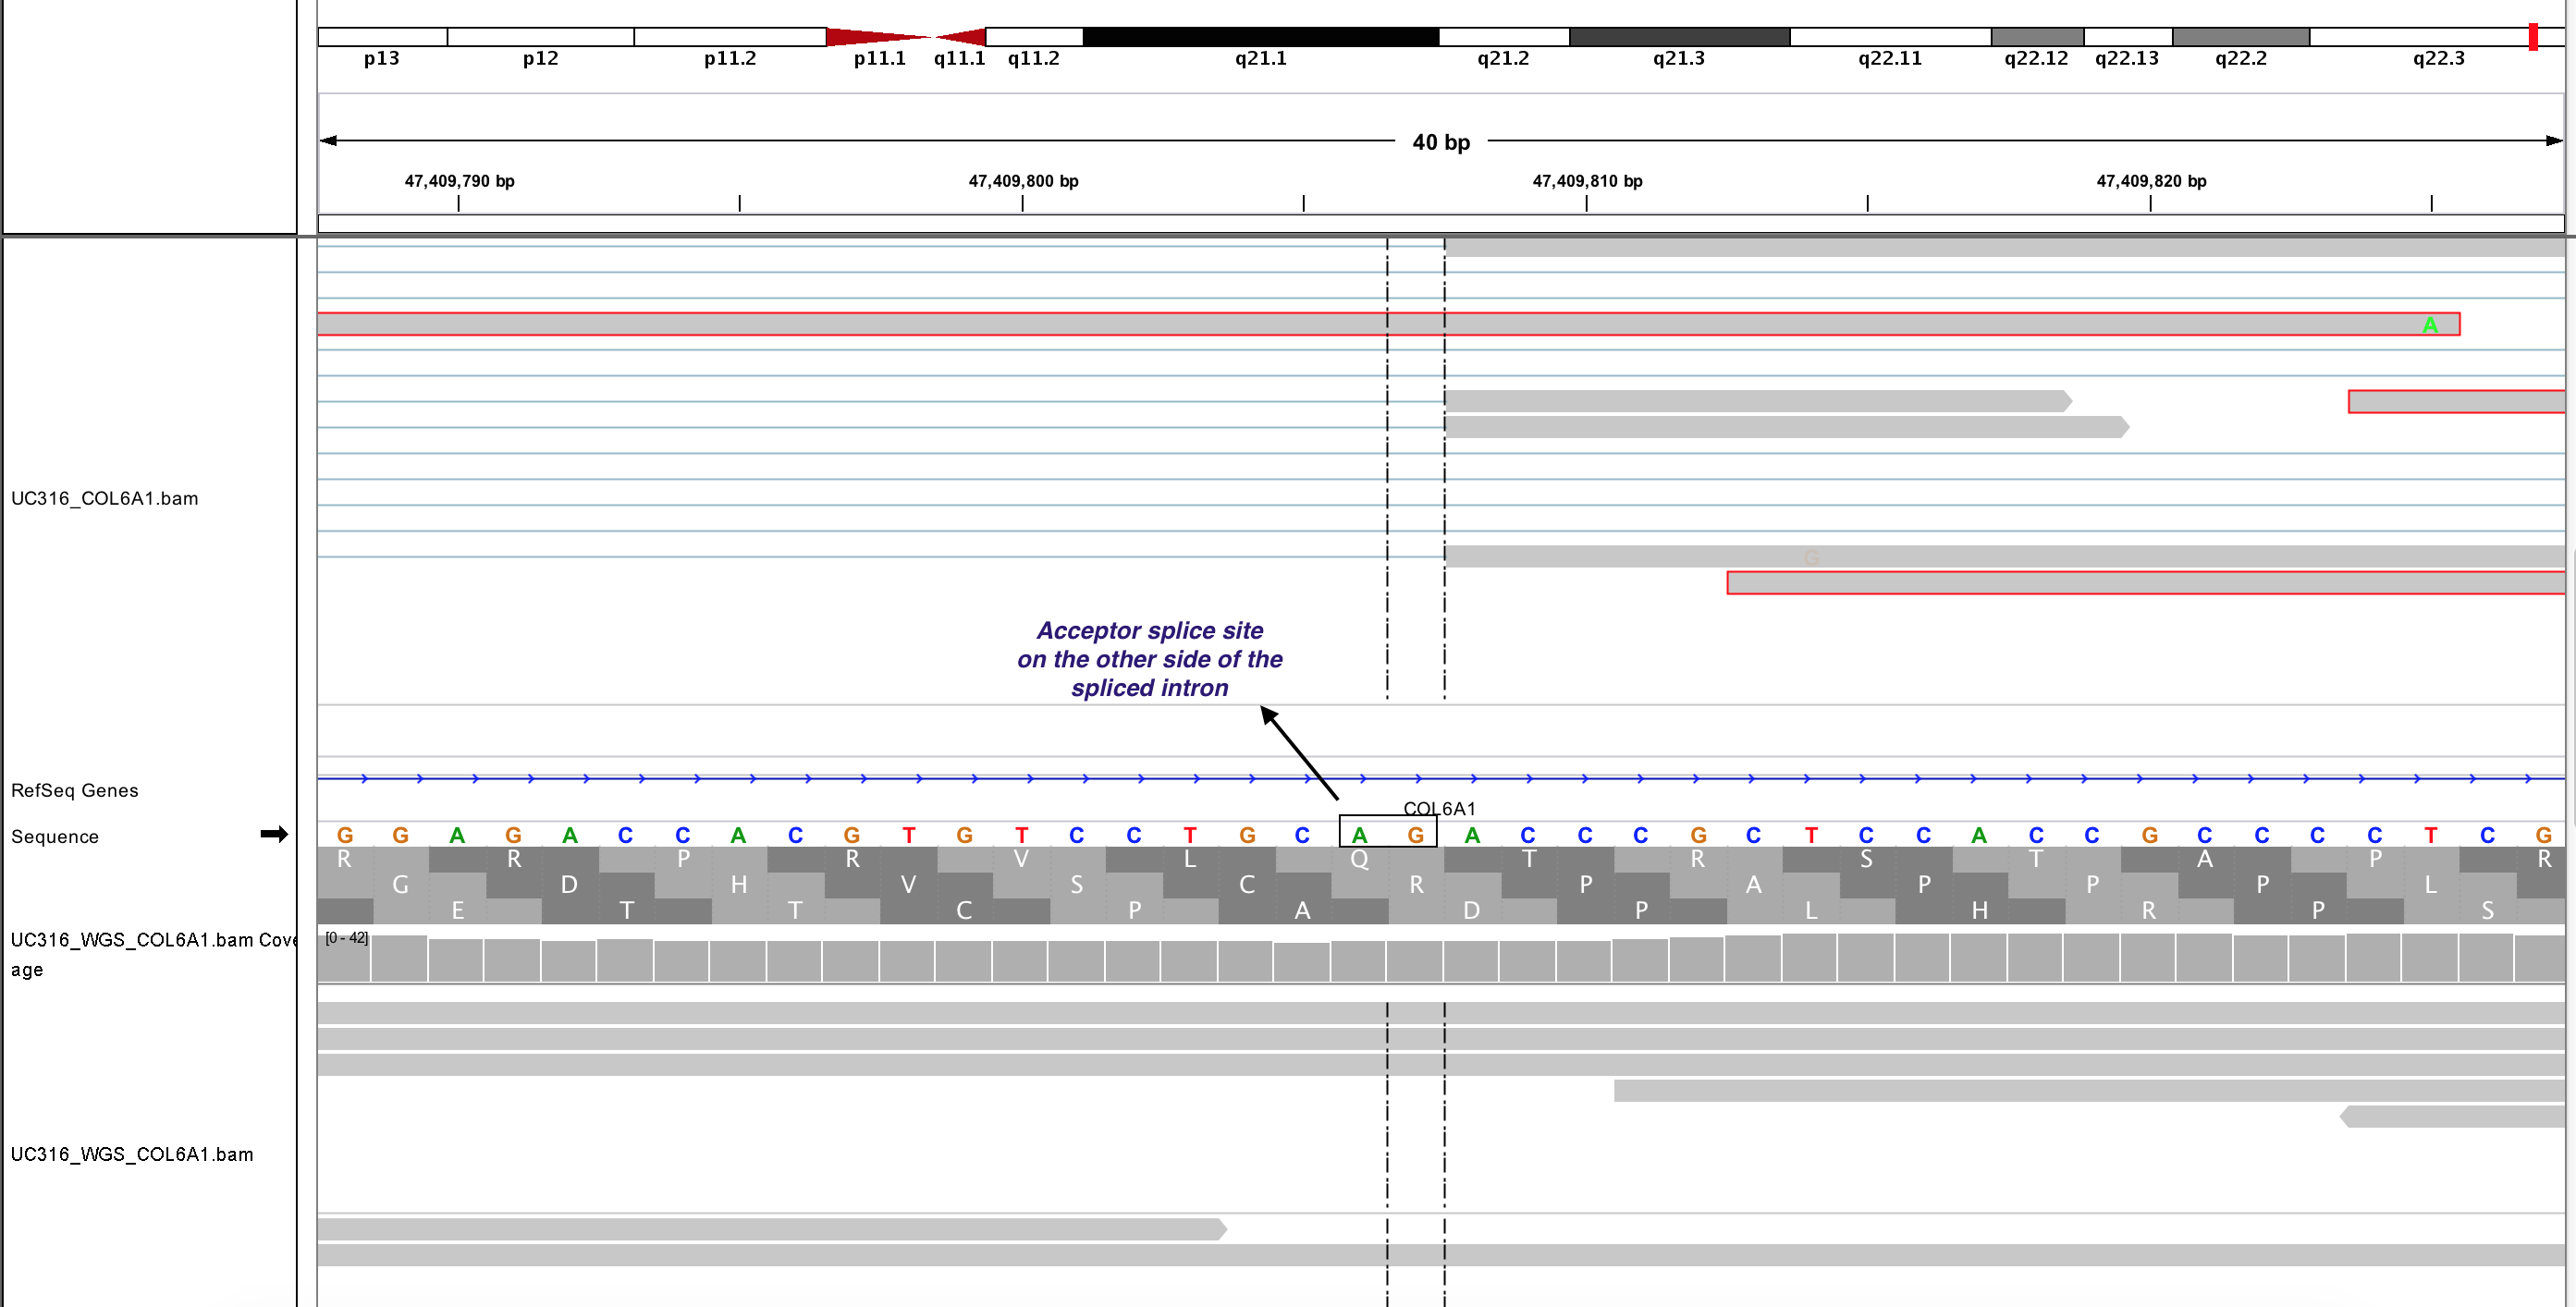 p13 p12 p11.2 p11.1 q11.1 q11.2 q21.1 q21.2 q21.3 q22.11 q22.12 q22.13 q22.2 q22.3
40 bp
47,409,790 bp 47,409,800 bp 47,409,810 bp 47,409,820 bp
A
UC316_COL6A1.bam
G
Acceptor splice site
on the other side of the
spliced intron
RefSeq Genes
COL6A1
Sequence G G A G A C C A C G T G T C C T G C A G A C C C G C T C C A C C G C C C C T C G
R R P R V L Q T R S T A P R
G D H V S C R P A P P P L
E T T C P A D P L H R P S
UC316_WGS_COL6A1.bam Cove
age
[0 - 42]
UC316_WGS_COL6A1.bam